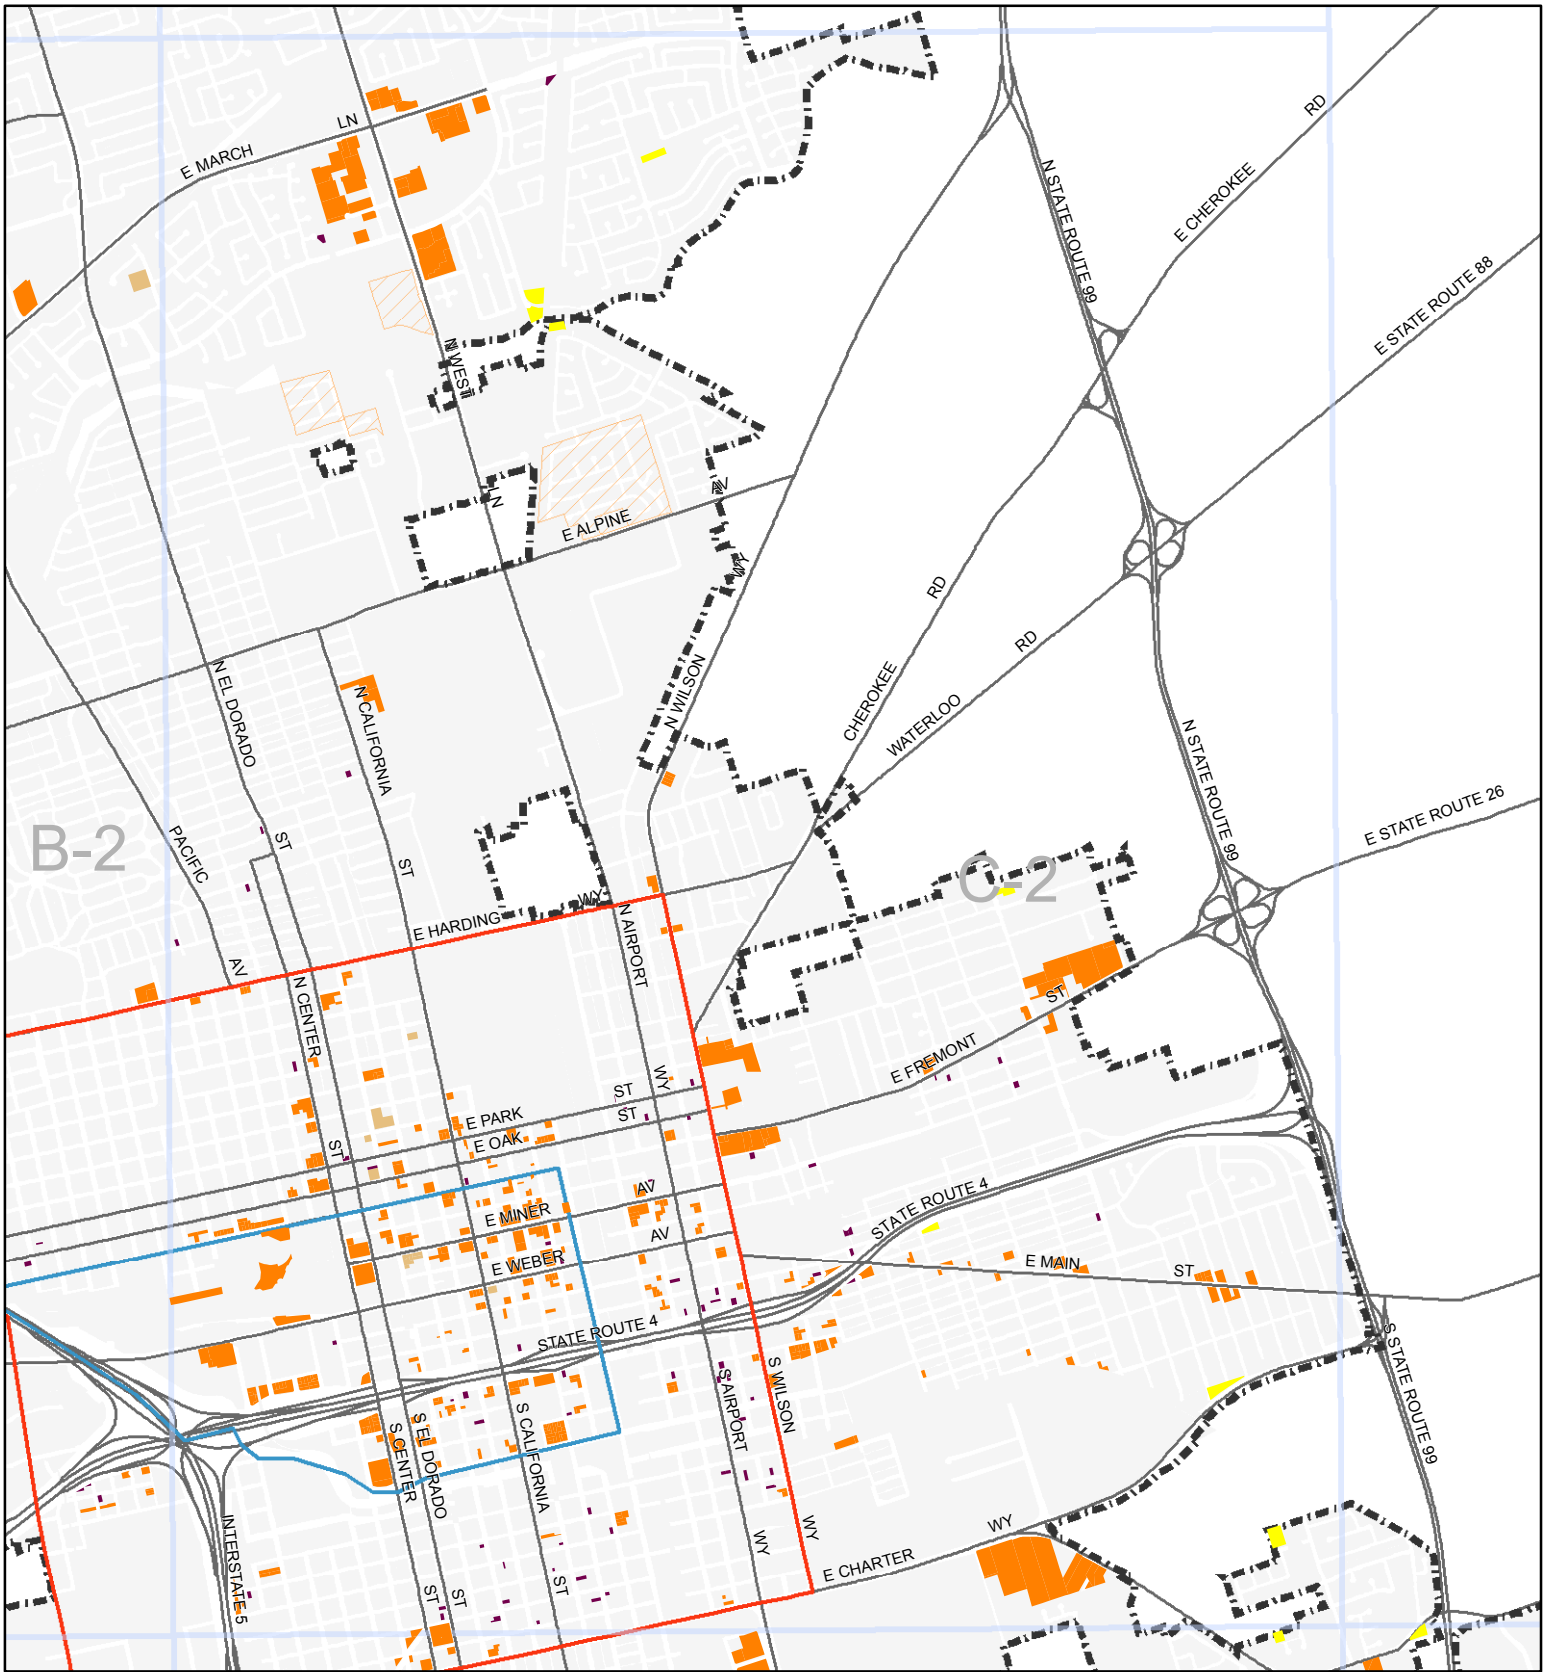 LN
RD
E MARCH
N STATE ROUTE 99
E CHEROKEE
E STATE ROUTE 88
N WEST
LN
AV
E ALPINE
WY
RD
RD
N WILSON
N EL DORADO
N CALIFORNIA
CHEROKEE
WATERLOO
N STATE ROUTE 99
E STATE ROUTE 26
B-2
PACIFIC
ST
ST
C-2
WY
E HARDING
N AIRPORT
AV
N CENTER
ST
E FREMONT
WY
ST
E PARK
ST
E OAK
ST
AV
E MINER
STATE ROUTE 4
AV
E WEBER
E MAIN
ST
STATE ROUTE 4
S STATE ROUTE 99
S AIRPORT
S WILSON
S CENTER
S EL DORADO
S CALIFORNIA
INTERSTATE 5
WY
WY
WY
E CHARTER
ST
ST
ST